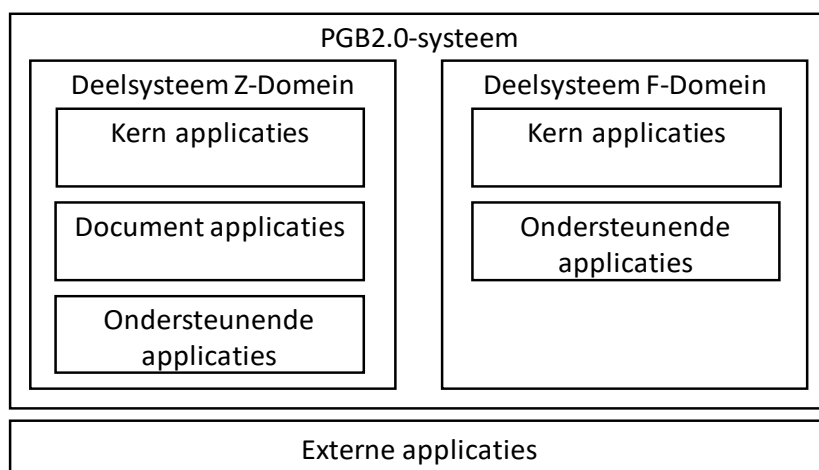 PGB2.0-systeem
Deelsysteem Z-Domein
Kern applicaties
Document applicaties
Ondersteunende
applicaties
Deelsysteem F-Domein
Kern applicaties
Ondersteunende
applicaties
Externe applicaties